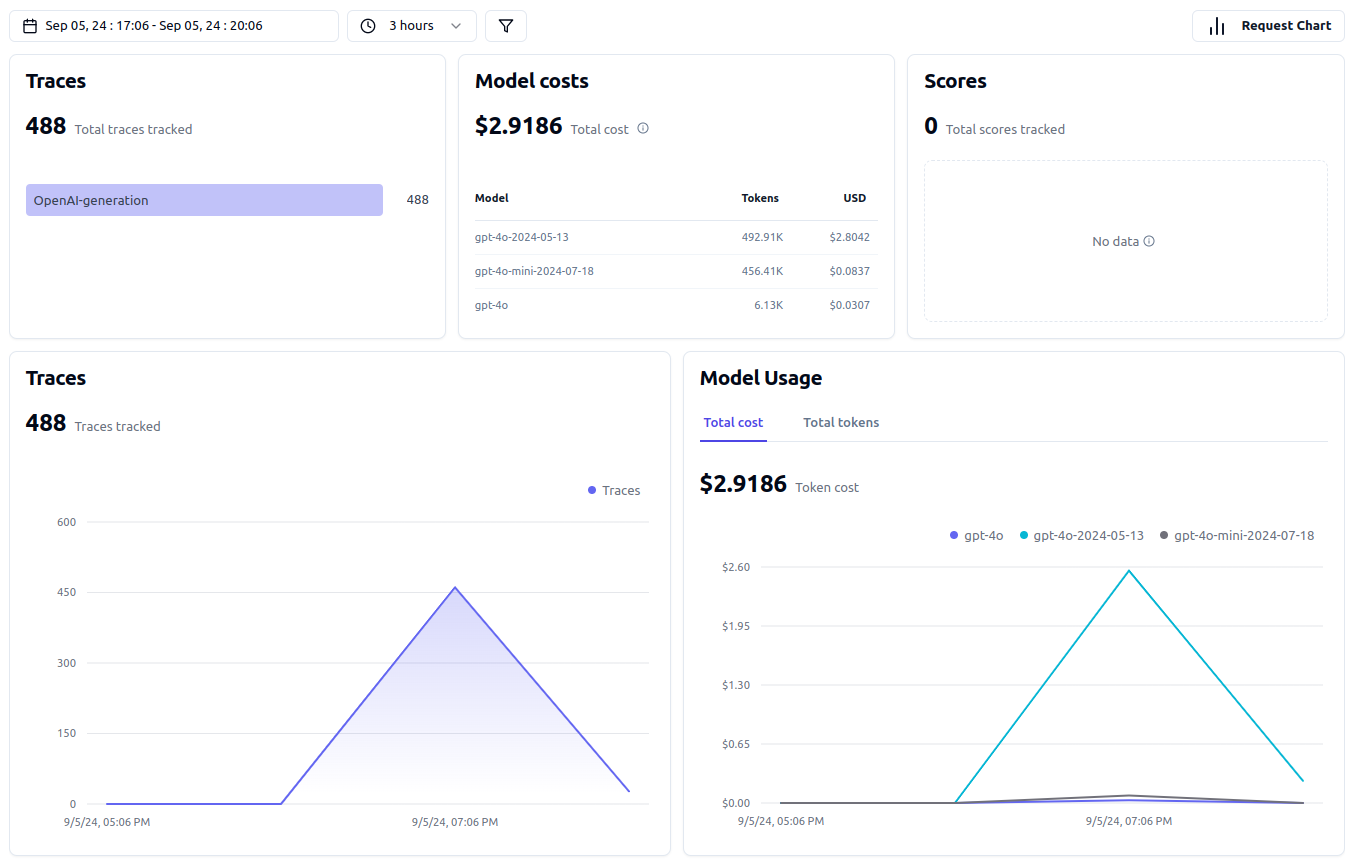 Sep 05, 24 : 17:06 - Sep 05, 24 : 20:06
3 hours
Request Chart
Traces
488 Total traces tracked
OpenAI-generation 488
Model costs
$2.9186 Total cost
Model Tokens USD
gpt-4o-2024-05-13 492.91K $2.8042
gpt-4o-mini-2024-07-18 456.41K $0.0837
gpt-4o 6.13K $0.0307
Scores
0 Total scores tracked
No data
Traces
488 Traces tracked
Traces
600
450
300
150
0
9/5/24, 05:06 PM 9/5/24, 07:06 PM
Model Usage
Total cost Total tokens
$2.9186 Token cost
gpt-4o gpt-4o-2024-05-13 gpt-4o-mini-2024-07-18
$2.60
$1.95
$1.30
$0.65
$0.00
9/5/24, 05:06 PM 9/5/24, 07:06 PM